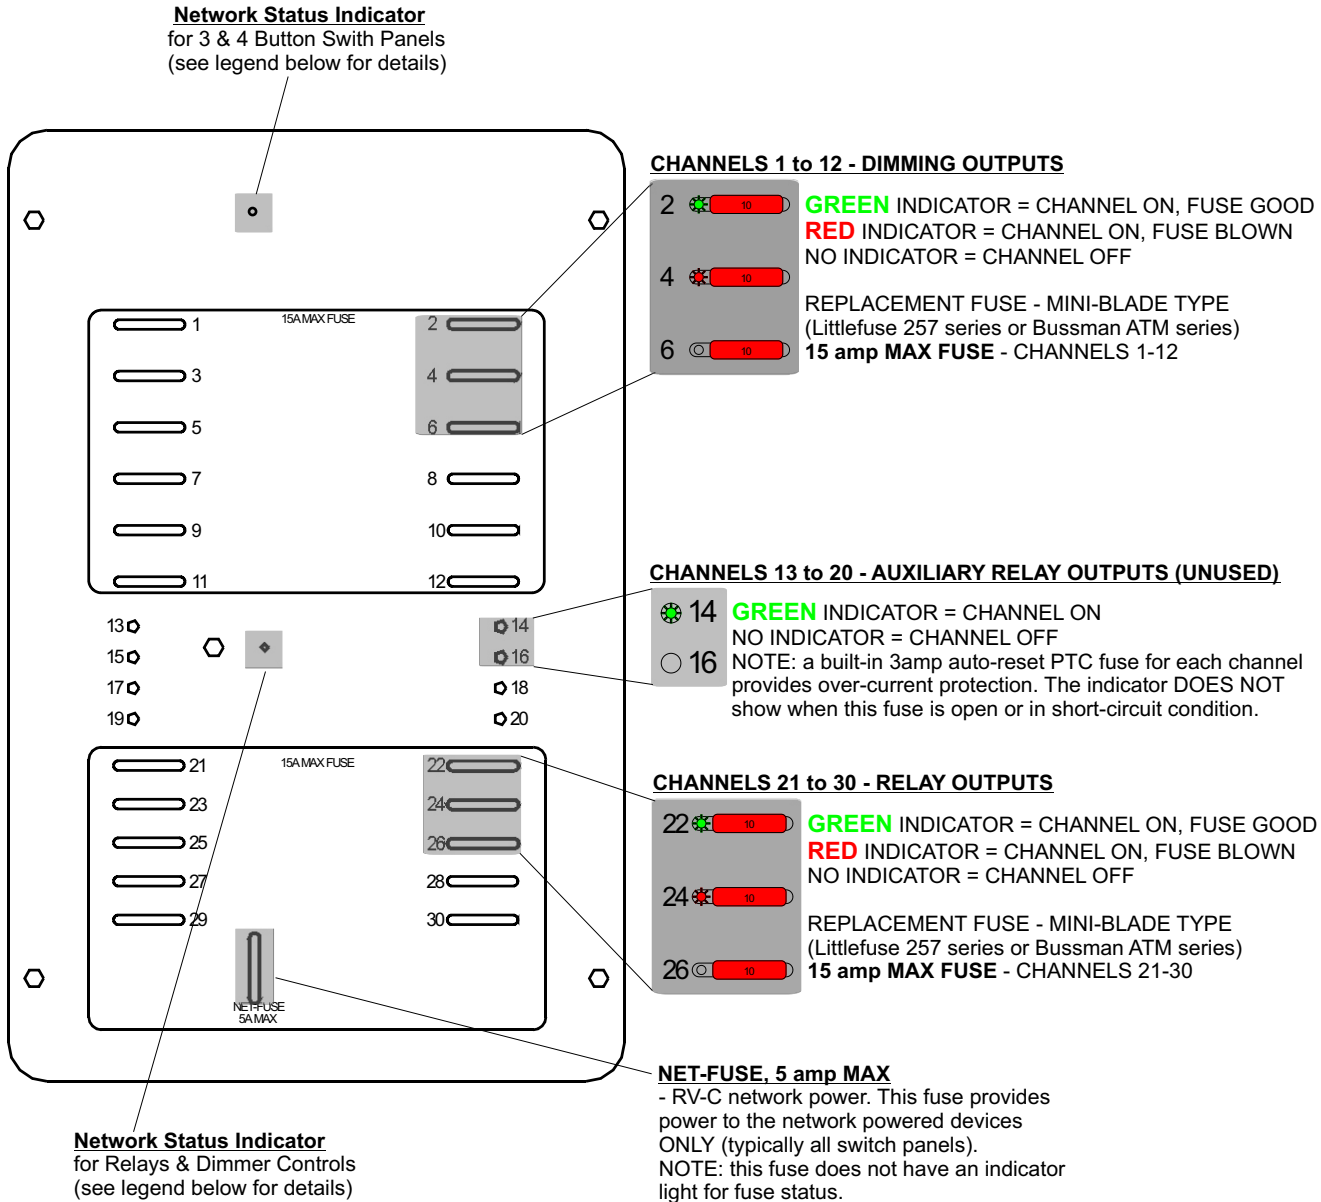 Network Status Indicator
for 3 & 4 Button Swith Panels
(see legend below for details)
CHANNELS 1 to 12 - DIMMING OUTPUTS
2 10 GREEN INDICATOR = CHANNEL ON, FUSE GOOD
RED INDICATOR = CHANNEL ON, FUSE BLOWN
NO INDICATOR = CHANNEL OFF
4 10
REPLACEMENT FUSE - MINI-BLADE TYPE
(Littlefuse 257 series or Bussman ATM series)
6 10 15 amp MAX FUSE - CHANNELS 1-12
1 15A MAX FUSE 2
3 4
5 6
7 8
9 10
11 12
CHANNELS 13 to 20 - AUXILIARY RELAY OUTPUTS (UNUSED)
14 GREEN INDICATOR = CHANNEL ON
NO INDICATOR = CHANNEL OFF
16 NOTE: a built-in 3amp auto-reset PTC fuse for each channel
provides over-current protection. The indicator DOES NOT
show when this fuse is open or in short-circuit condition.
13 14
15 16
17 18
19 20
21 15A MAX FUSE 22
23 24
25 26
27 28
29 30
NET-FUSE
5A MAX
CHANNELS 21 to 30 - RELAY OUTPUTS
22 10 GREEN INDICATOR = CHANNEL ON, FUSE GOOD
RED INDICATOR = CHANNEL ON, FUSE BLOWN
NO INDICATOR = CHANNEL OFF
24 10
REPLACEMENT FUSE - MINI-BLADE TYPE
(Littlefuse 257 series or Bussman ATM series)
26 10 15 amp MAX FUSE - CHANNELS 21-30
NET-FUSE, 5 amp MAX
- RV-C network power. This fuse provides
power to the network powered devices
ONLY (typically all switch panels).
NOTE: this fuse does not have an indicator
light for fuse status.
Network Status Indicator
for Relays & Dimmer Controls
(see legend below for details)